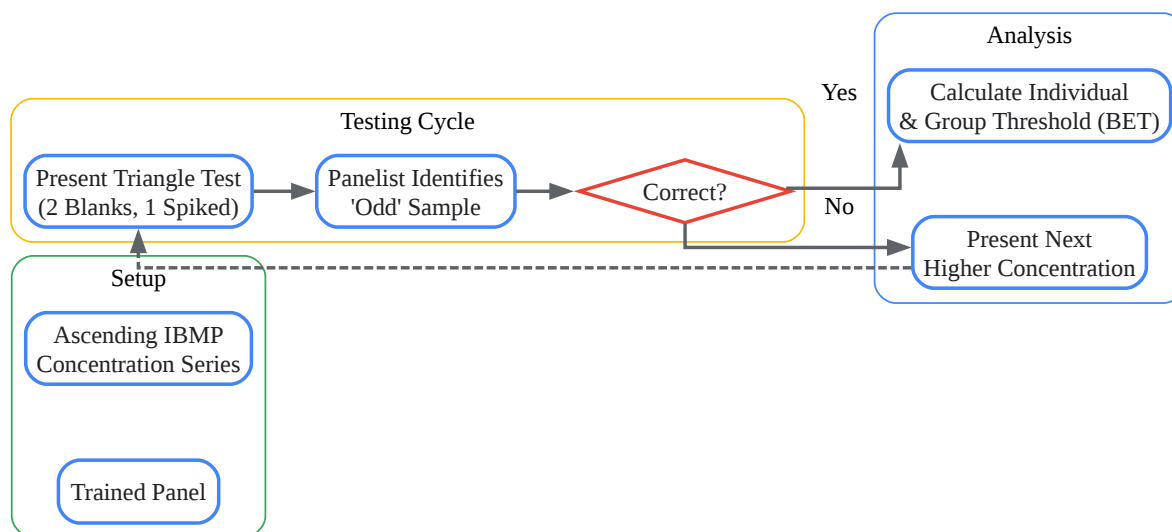 Testing Cycle
Present Triangle Test
(2 Blanks, 1 Spiked)
Panelist Identifies
'Odd' Sample
Correct?
Yes
No
Analysis
Calculate Individual
& Group Threshold (BET)
Present Next
Higher Concentration
Setup
Ascending IBMP
Concentration Series
Trained Panel